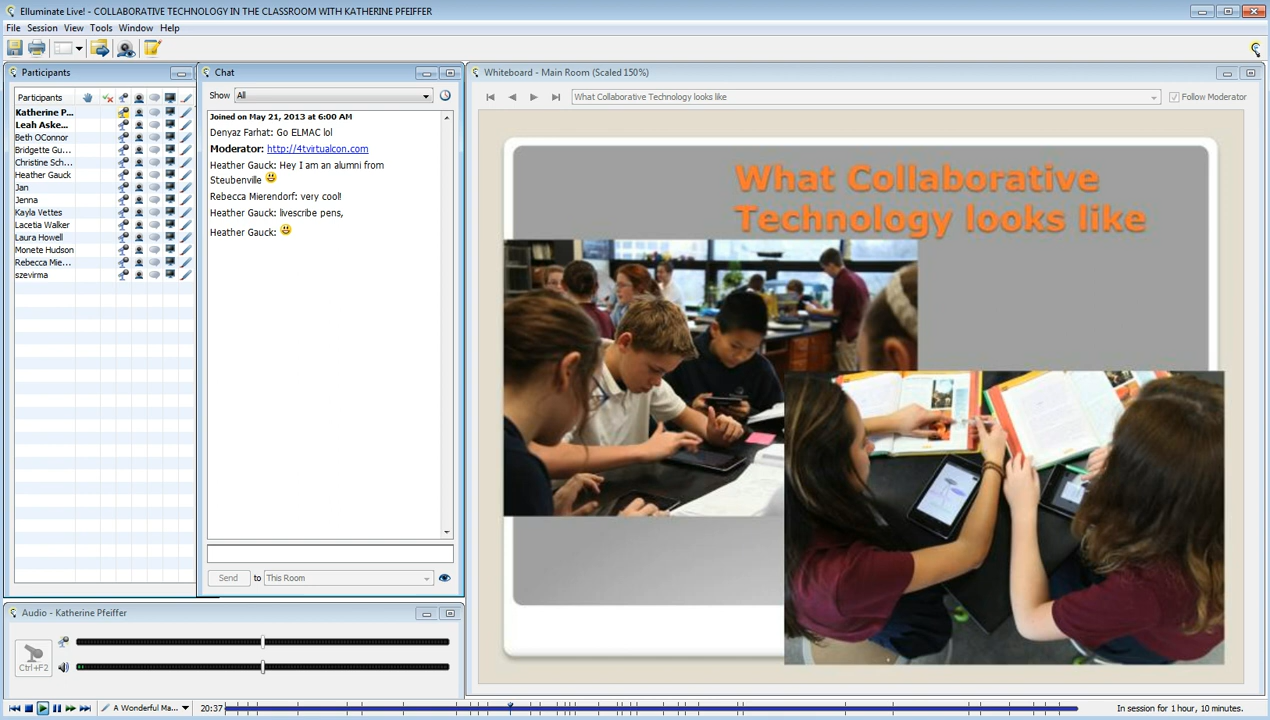 Elluminate Live! - COLLABORATIVE TECHNOLOGY IN THE CLASSROOM WITH KATHERINE PFEIFFER
File Session View Tools Window Help
Participants
Participants
Katherine P...
Leah Aske...
Beth OConnor
Bridgette Gu...
Christine Sch...
Heather Gauck
Jan
Jenna
Kayla Vettes
Lacetia Walker
Laura Howell
Monete Hudson
Rebecca Mie...
szevirma
Chat
Show All
Joined on May 21, 2013 at 6:00 AM
Denyaz Farhat: Go ELMAC lol
Moderator: http://4tvirtualcon.com
Heather Gauck: Hey I am an alumni from
Steubenville
Rebecca Mierendorf: very cool!
Heather Gauck: livescribe pens,
Heather Gauck:
Send to This Room
Audio - Katherine Pfeiffer
Ctrl+F2
Whiteboard - Main Room (Scaled 150%)
What Collaborative Technology looks like
Follow Moderator
What Collaborative
Technology looks like
A Wonderful Ma...
20:37
In session for 1 hour, 10 minutes.